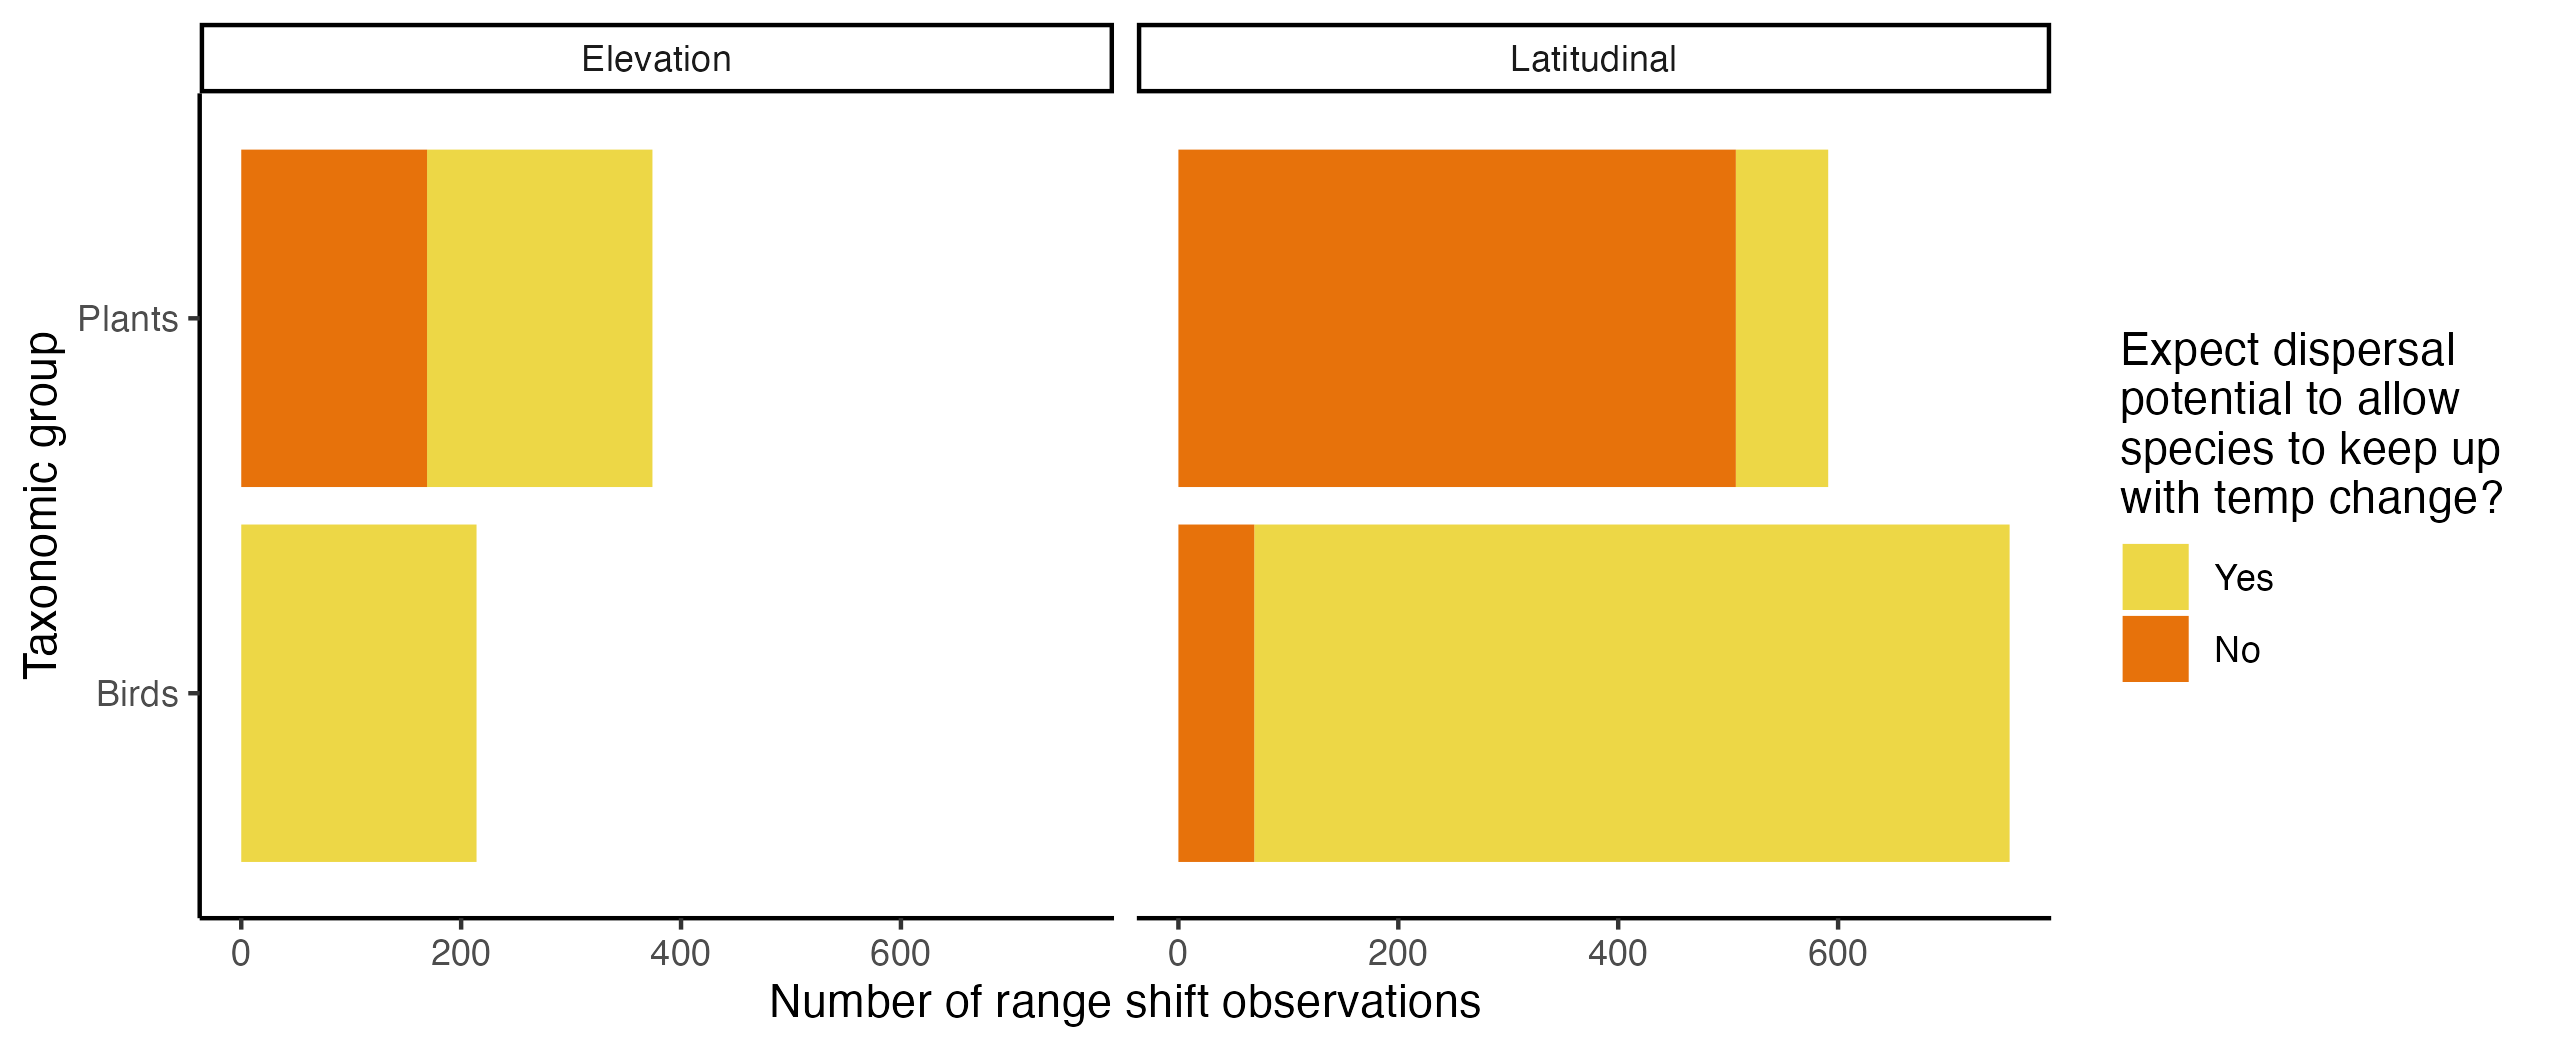 Elevation
Latitudinal
Taxonomic group
Plants
Birds
0 200 400 600
0 200 400 600
Number of range shift observations
Expect dispersal
potential to allow
species to keep up
with temp change?
Yes
No